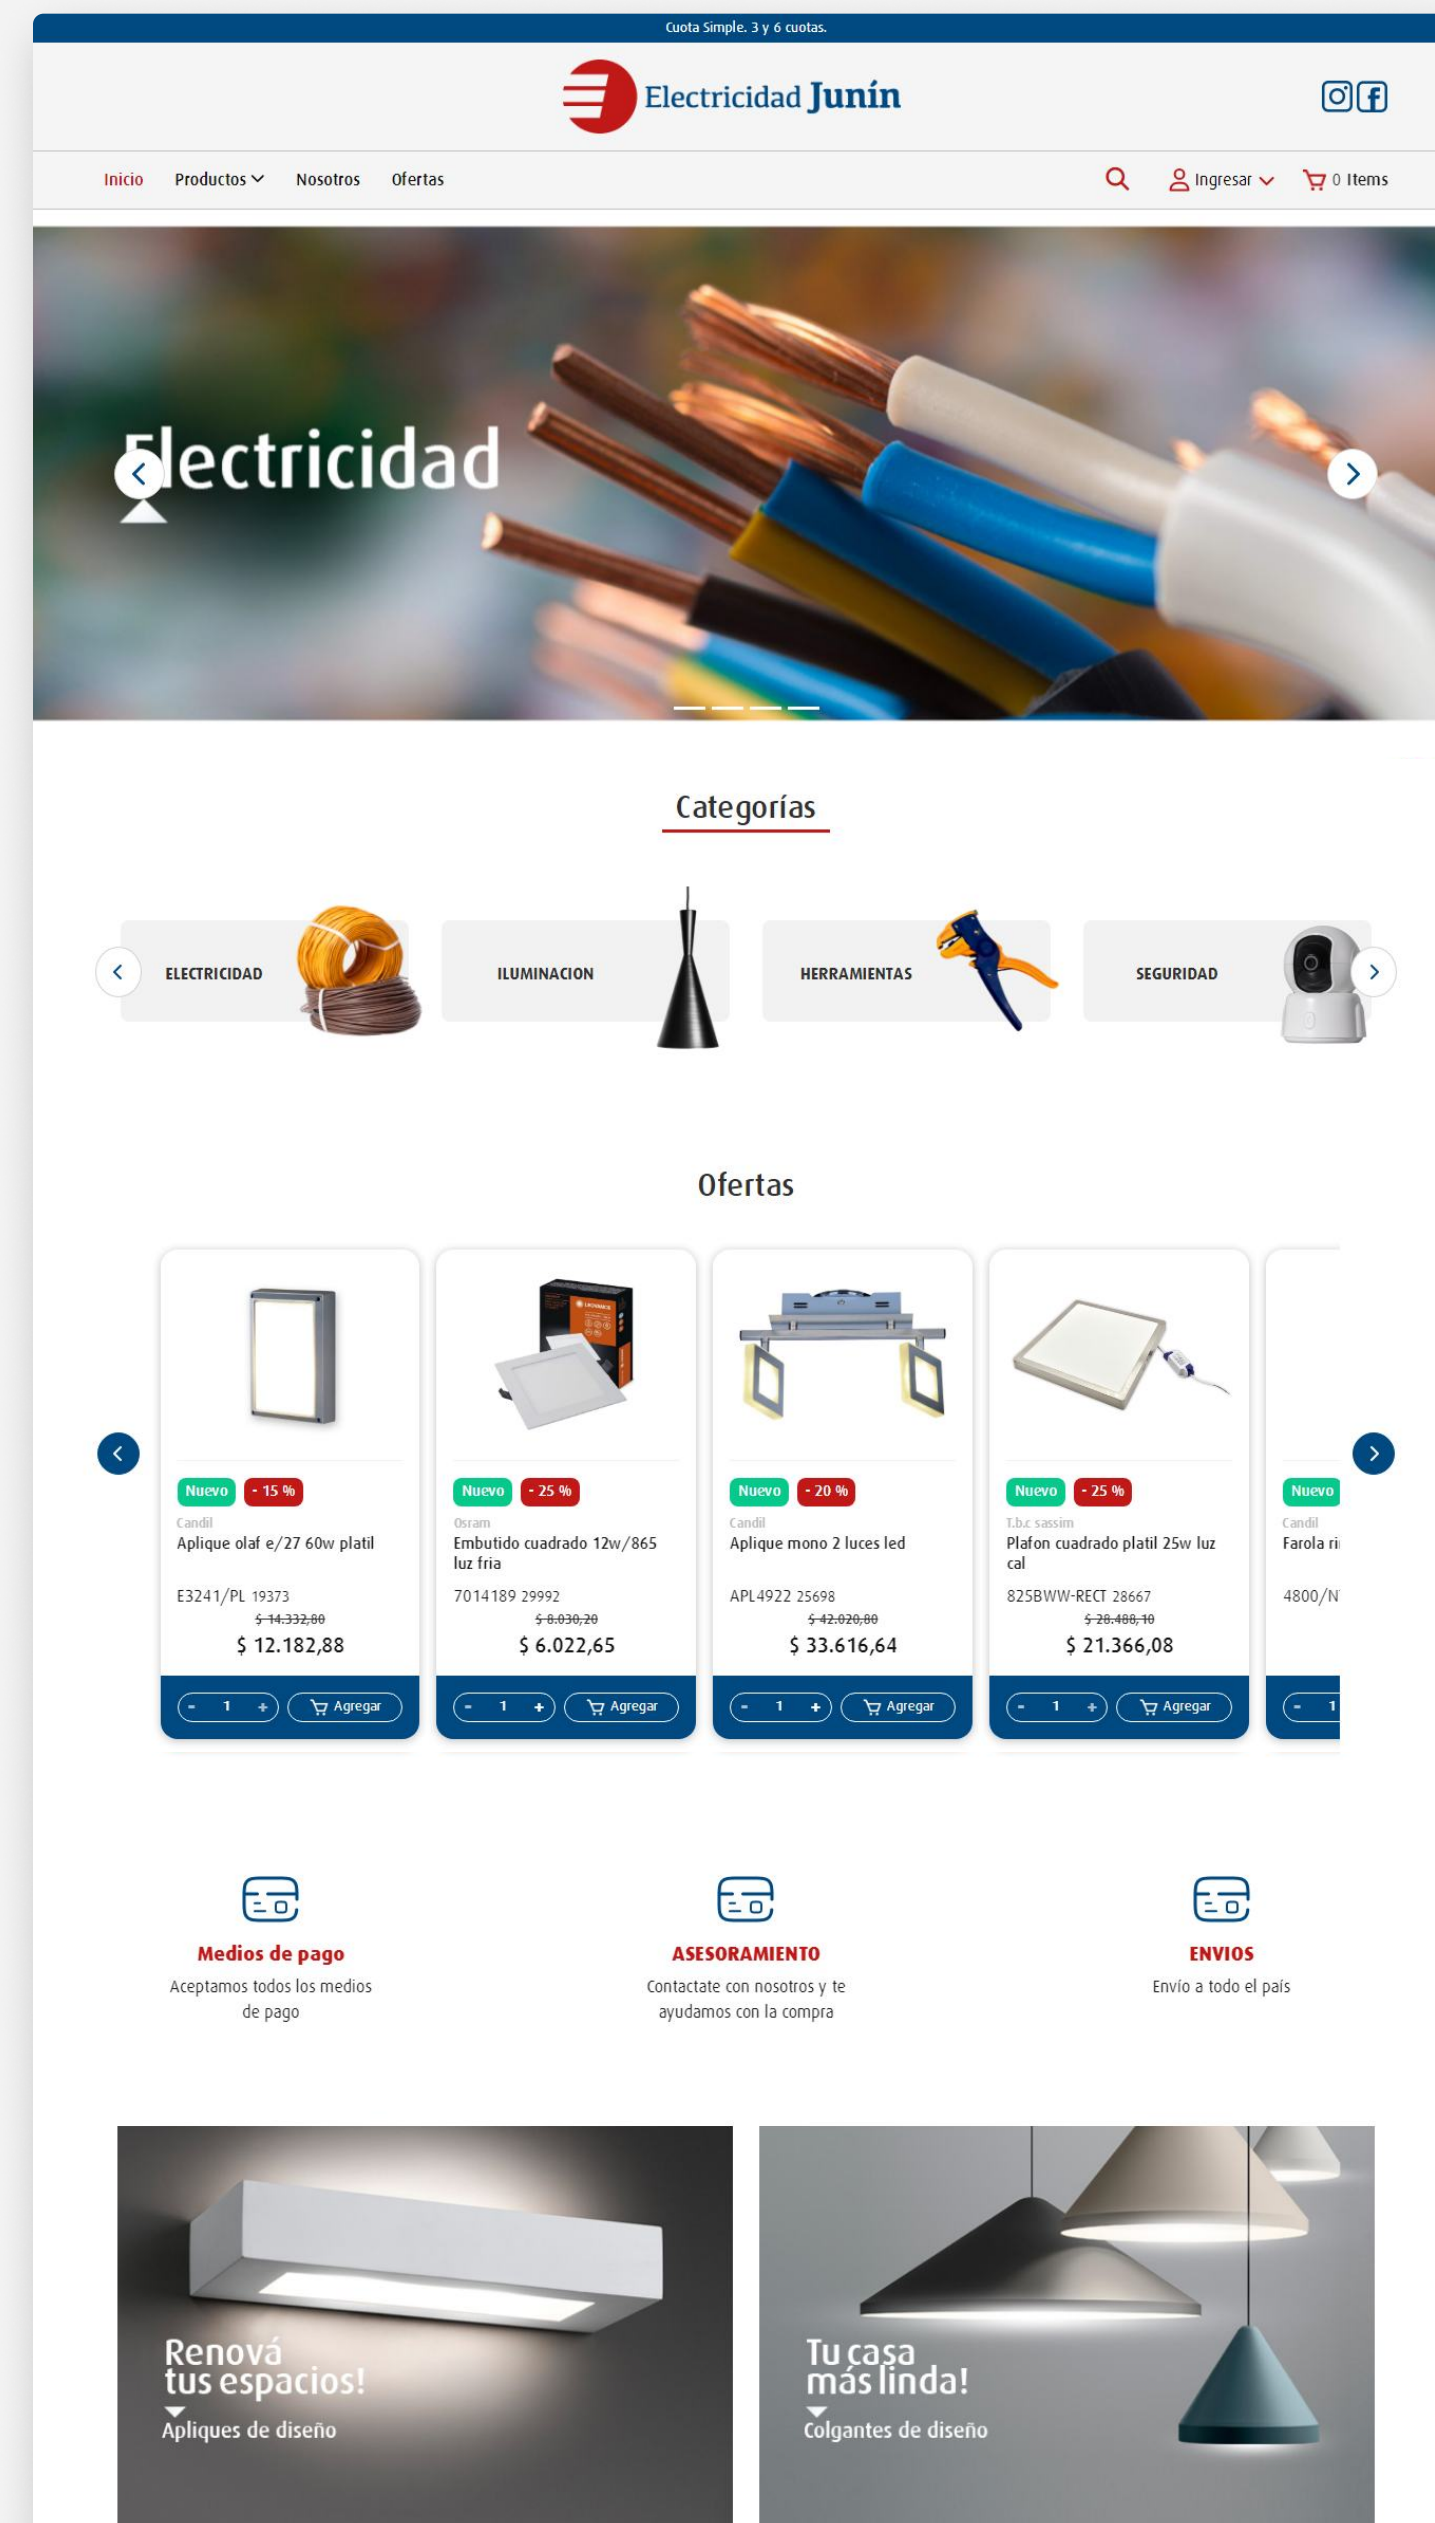 Cuota Simple. 3 y 6 cuotas.
Electricidad Junín
Inicio Productos Nosotros Ofertas Ingresar 0 Items
Electricidad
Categorías
ELECTRICIDAD ILUMINACION HERRAMIENTAS SEGURIDAD
Ofertas
Nuevo - 15 %
Candil
Aplique olaf e/27 60w platil
E3241/PL 19373
$ 14.332,80
$ 12.182,88
- 1 + Agregar
Nuevo - 25 %
Osram
Embutido cuadrado 12w/865
luz fria
7014189 29992
$ 8.030,20
$ 6.022,65
- 1 + Agregar
Nuevo - 20 %
Candil
Aplique mono 2 luces led
APL4922 25698
$ 42.020,80
$ 33.616,64
- 1 + Agregar
Nuevo - 25 %
T.b.c sassim
Plafon cuadrado platil 25w luz
cal
825BWW-RECT 28667
$ 28.488,10
$ 21.366,08
- 1 + Agregar
Nuevo
Candil
Farola
4800/N
- 1
Medios de pago
Aceptamos todos los medios
de pago
ASESORAMIENTO
Contactate con nosotros y te
ayudamos con la compra
ENVIOS
Envío a todo el país
Renová
tus espacios!
Apliques de diseño
Tu casa
más linda!
Colgantes de diseño